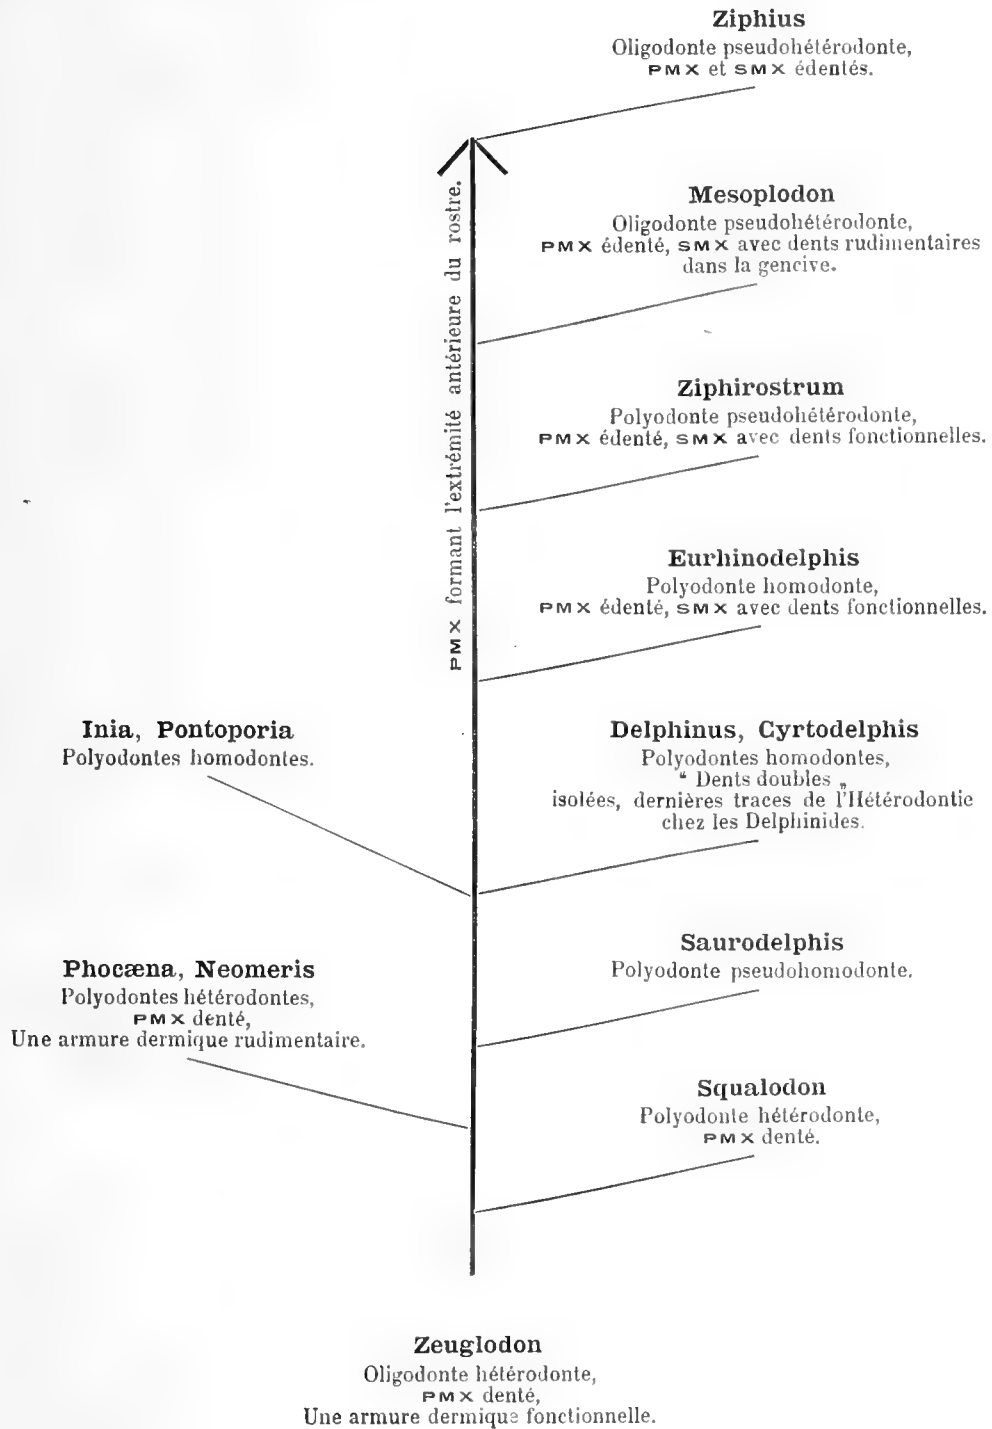 Ziphius
Oligodonte pseudohétérodonte,
PMX et SMX édentés.
PMX formant l'extrémité antérieure du rostre.
Mesoplodon
Oligodonte pseudohétérodonte,
PMX édenté, SMX avec dents rudimentaires
dans la gencive.
Ziphirostrum
Polyodonte pseudohétérodonte,
PMX édenté, SMX avec dents fonctionnelles.
Eurhinodelphis
Polyodonte homodonte,
PMX édenté, SMX avec dents fonctionnelles.
Inia, Pontoporia
Polyodontes homodontes.
Delphinus, Cyrtodelphis
Polyodontes homodontes,
“ Dents doubles „
isolées, dernières traces de l'Hétérodontie
chez les Delphinides.
Phocæna, Neomeris
Polyodontes hétérodontes,
PMX denté,
Une armure dermique rudimentaire.
Saurodelphis
Polyodonte pseudohomodonte.
Squalodon
Polyodonte hétérodonte,
PMX denté.
Zeuglodon
Oligodonte hétérodonte,
PMX denté,
Une armure dermique fonctionnelle.